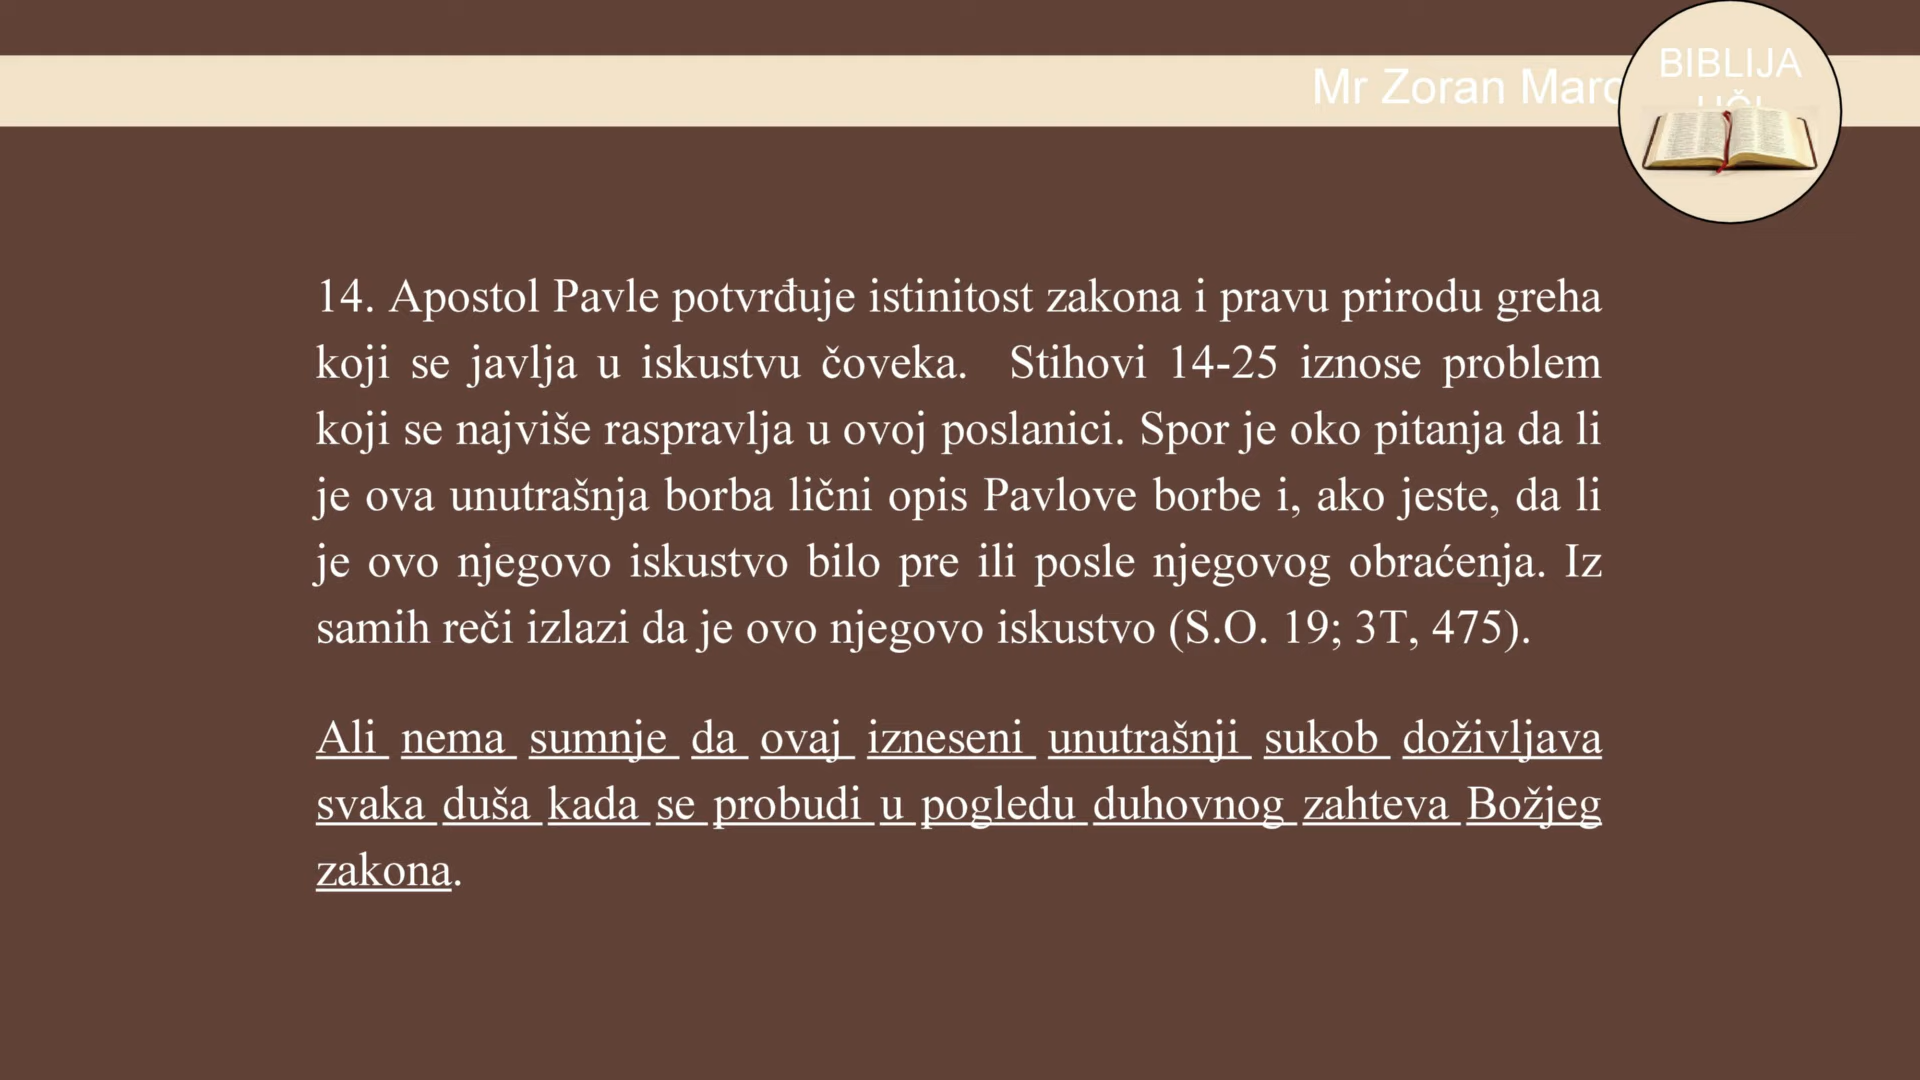 Mr Zoran
BIBLIJA
14. Apostol Pavle potvrđuje istinitost zakona i pravu prirodu greha
koji se javlja u iskustvu čoveka. Stihovi 14-25 iznose problem
koji se najviše raspravlja u ovoj poslanici. Spor je oko pitanja da li
je ova unutrašnja borba lični opis Pavlove borbe i, ako jeste, da li
je ovo njegovo iskustvo bilo pre ili posle njegovog obraćenja. Iz
samih reči izlazi da je ovo njegovo iskustvo (S.O. 19; 3T, 475).
Ali nema sumnje da ovaj izneseni unutrašnji sukob doživljava
svaka duša kada se probudi u pogledu duhovnog zahteva Božjeg
zakona.